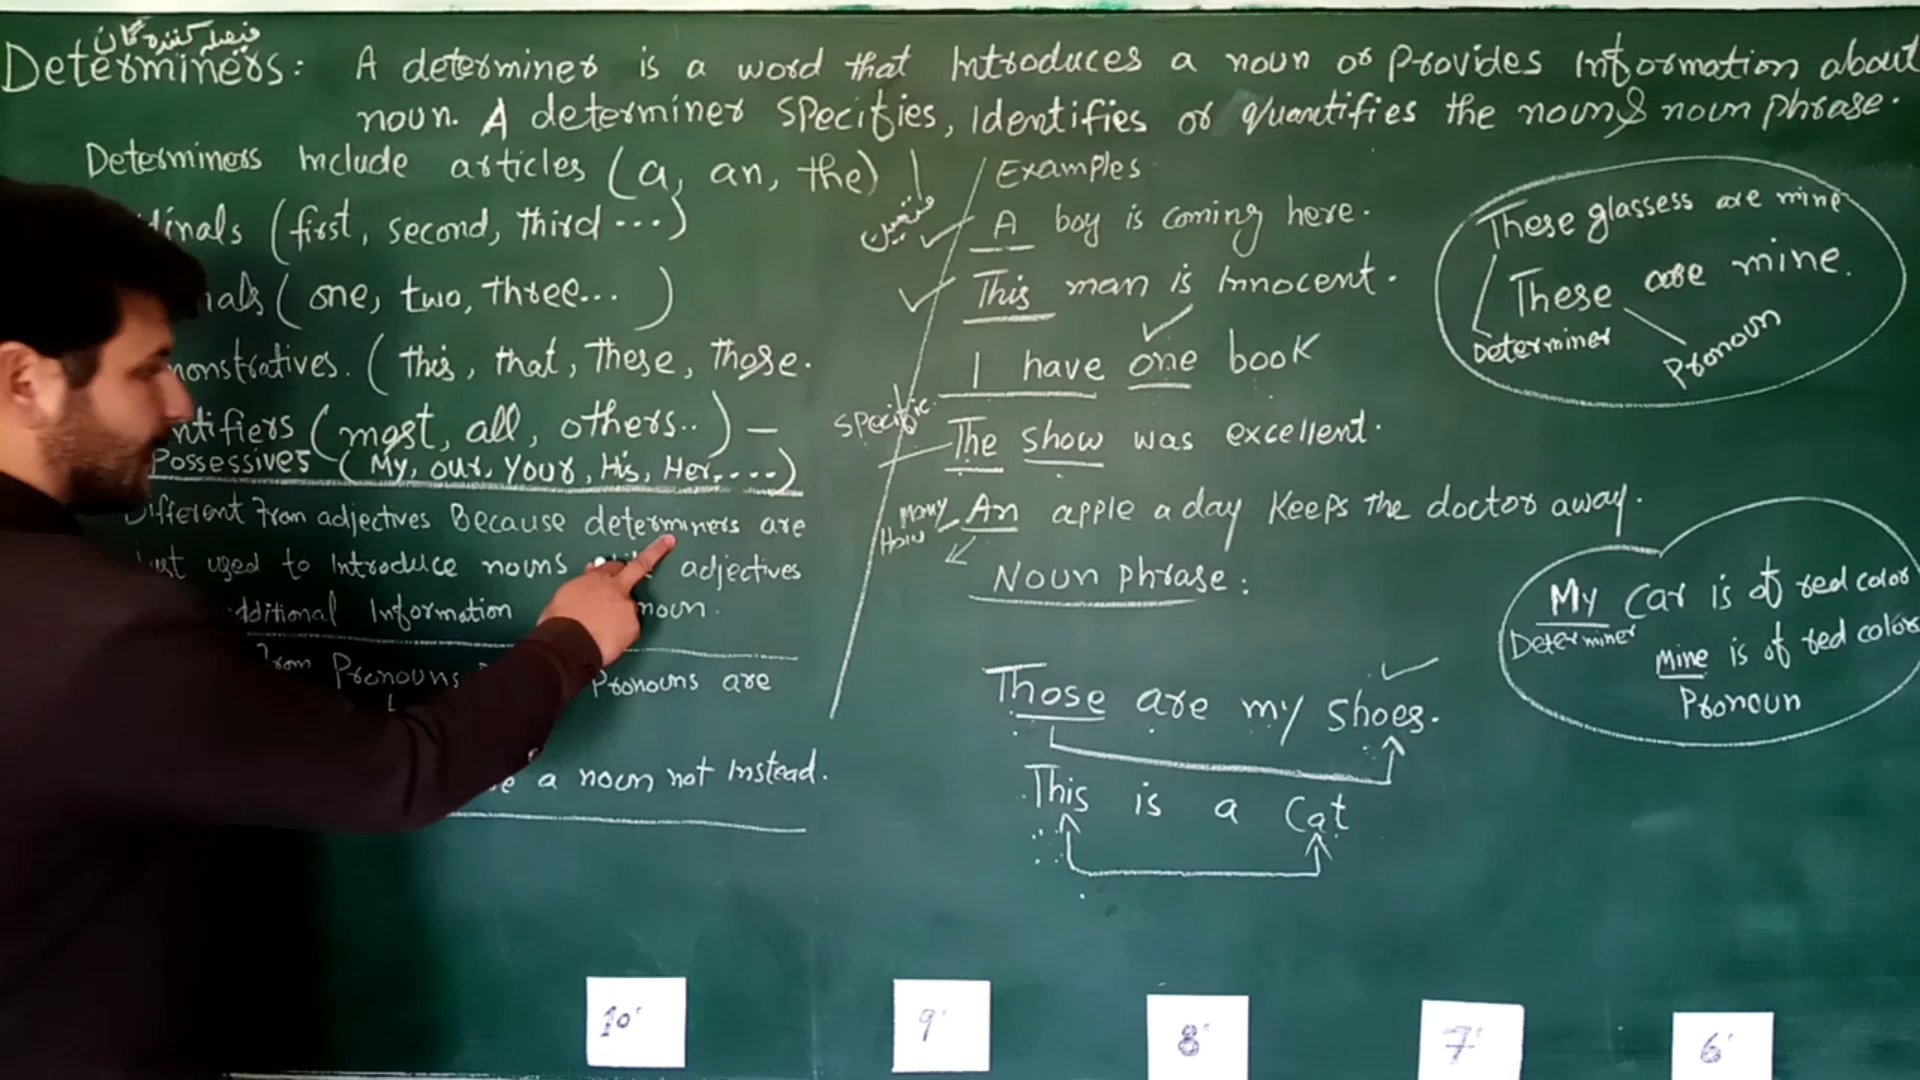 فیصلہ کنندہ گان
Determiners: A determiner is a word that Introduces a noun or Provides Information about
noun. A determiner specifies, Identifies or quantifies the noun & noun phrase.
Determiners Include articles (a, an, the)
(first, second, third ...)
(one, two, three... )
(this, that, These, those.
(most, all, others..) —
Possessives (My, our, your, His, Her,....)
Different From adjectives Because determiners are
used to Introduce nouns adjectives
Information noun.
From Pronouns Pronouns are
a noun not Instead.
Examples
A boy is coming here.
This man is Innocent.
I have one book
specific.
The show was excellent.
Many An apple a day keeps the doctor away.
Noun Phrase:
Those are my shoes.
This is a Cat
These glassess are mine
These are mine.
Determiner
Pronoun
My Car is of red color
Determiner
Mine is of red color
Pronoun
10'
9'
8'
7'
6'